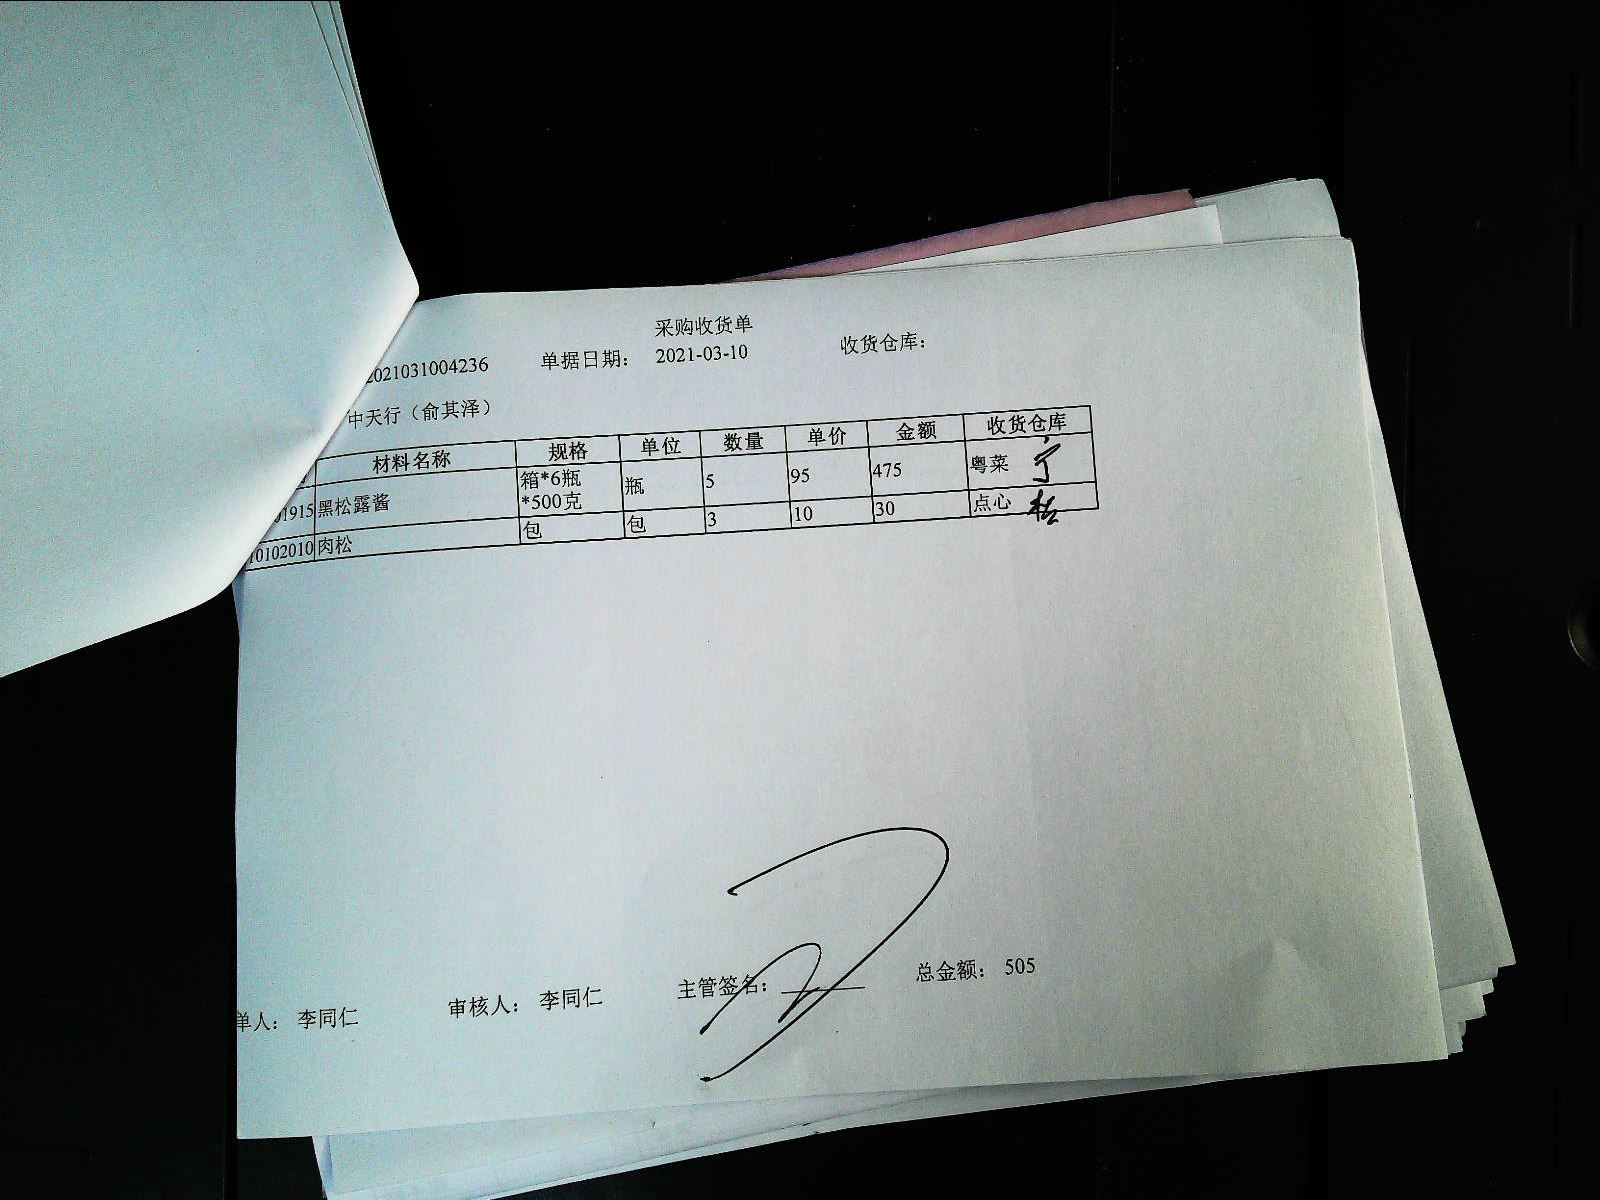 采购收货单
2021031004236 单据日期： 2021-03-10 收货仓库：
中天行（俞其泽）
材料名称 规格 单位 数量 单价 金额 收货仓库
01915 黑松露酱 箱*6瓶 瓶 5 95 475 粤菜 宁
*500克
10102010 肉松 包 包 3 10 30 点心 松
单人： 李同仁 审核人： 李同仁 主管签名： 总金额： 505